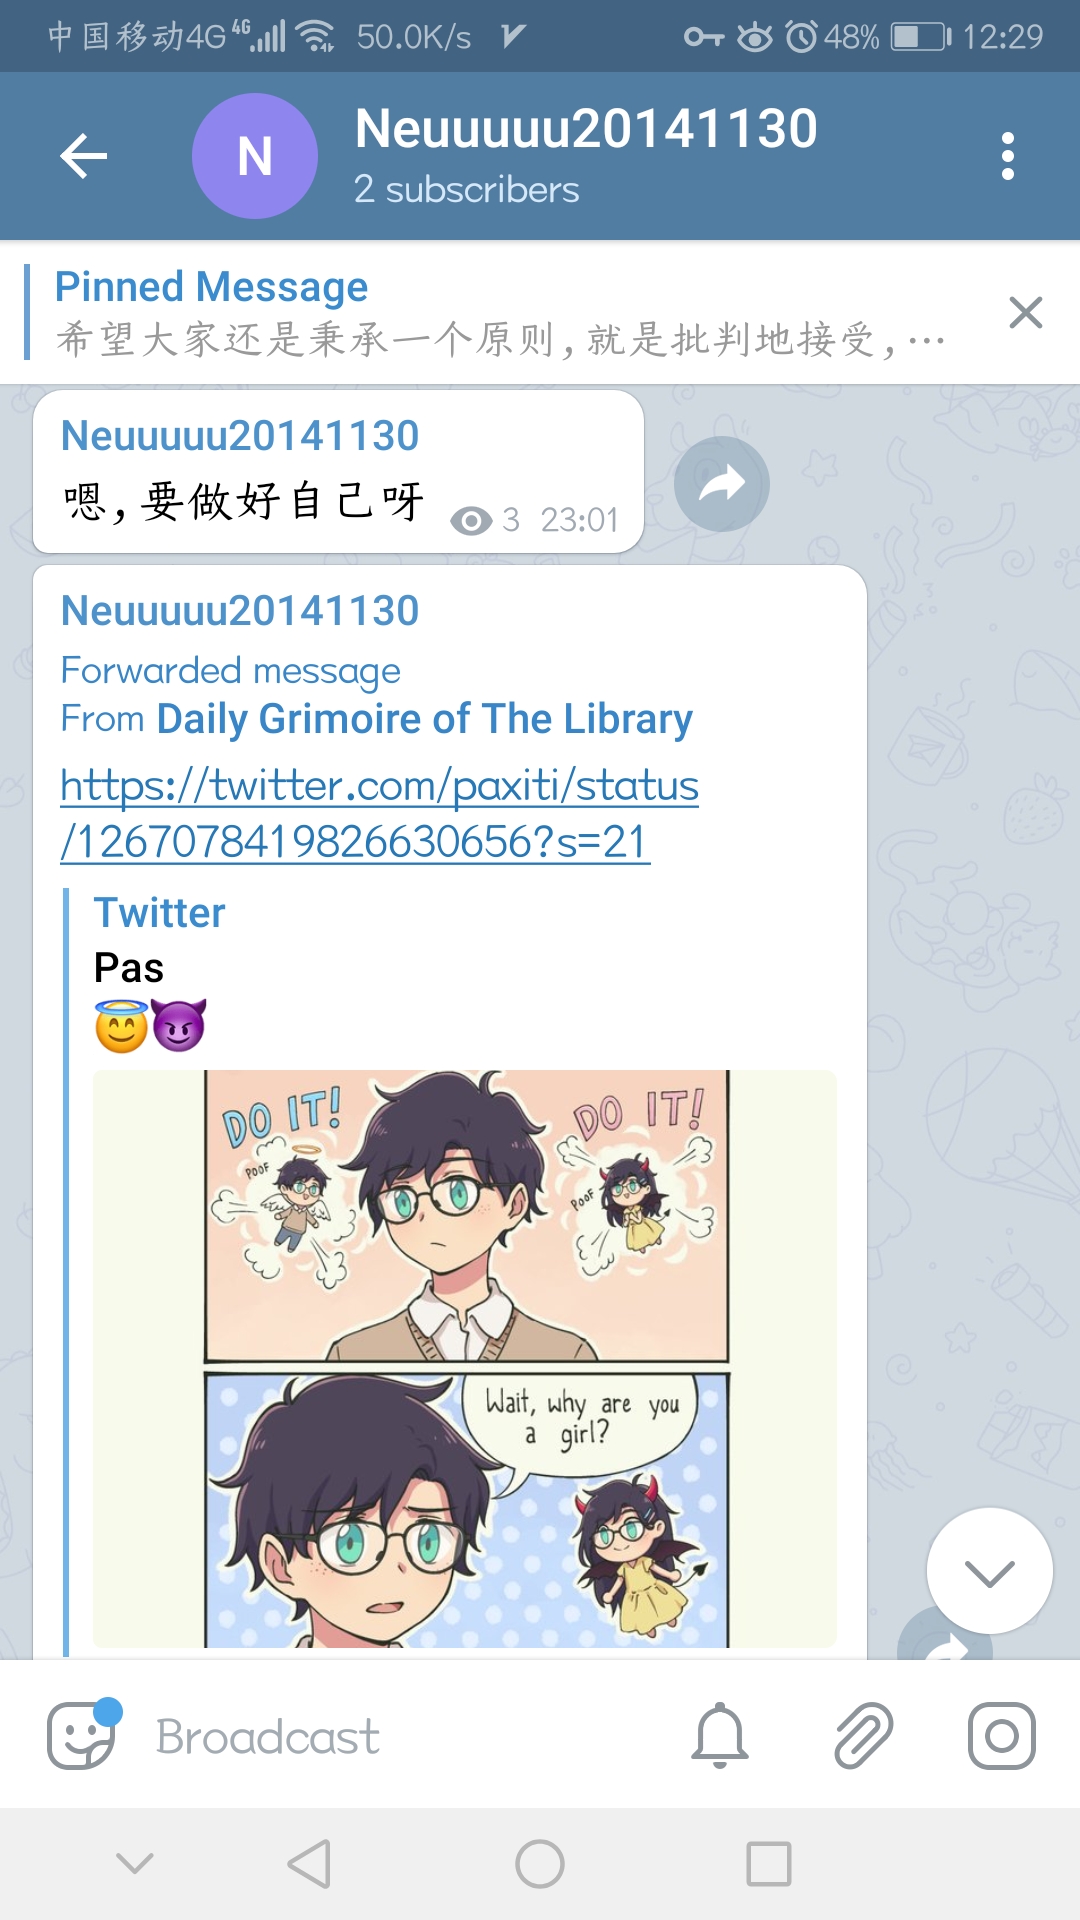 中国移动4G 4G 50.0K/s 48% 12:29
N
Neuuuuu20141130
2 subscribers
Pinned Message
希望大家还是秉承一个原则,就是批判地接受,…
Neuuuuu20141130
嗯,要做好自己呀
3 23:01
Neuuuuu20141130
Forwarded message
From Daily Grimoire of The Library
https://twitter.com/paxiti/status
/1267078419826630656?s=21
Twitter
Pas
DO IT!
DO IT!
POOF
POOF
Wait, why are you
a girl?
Broadcast